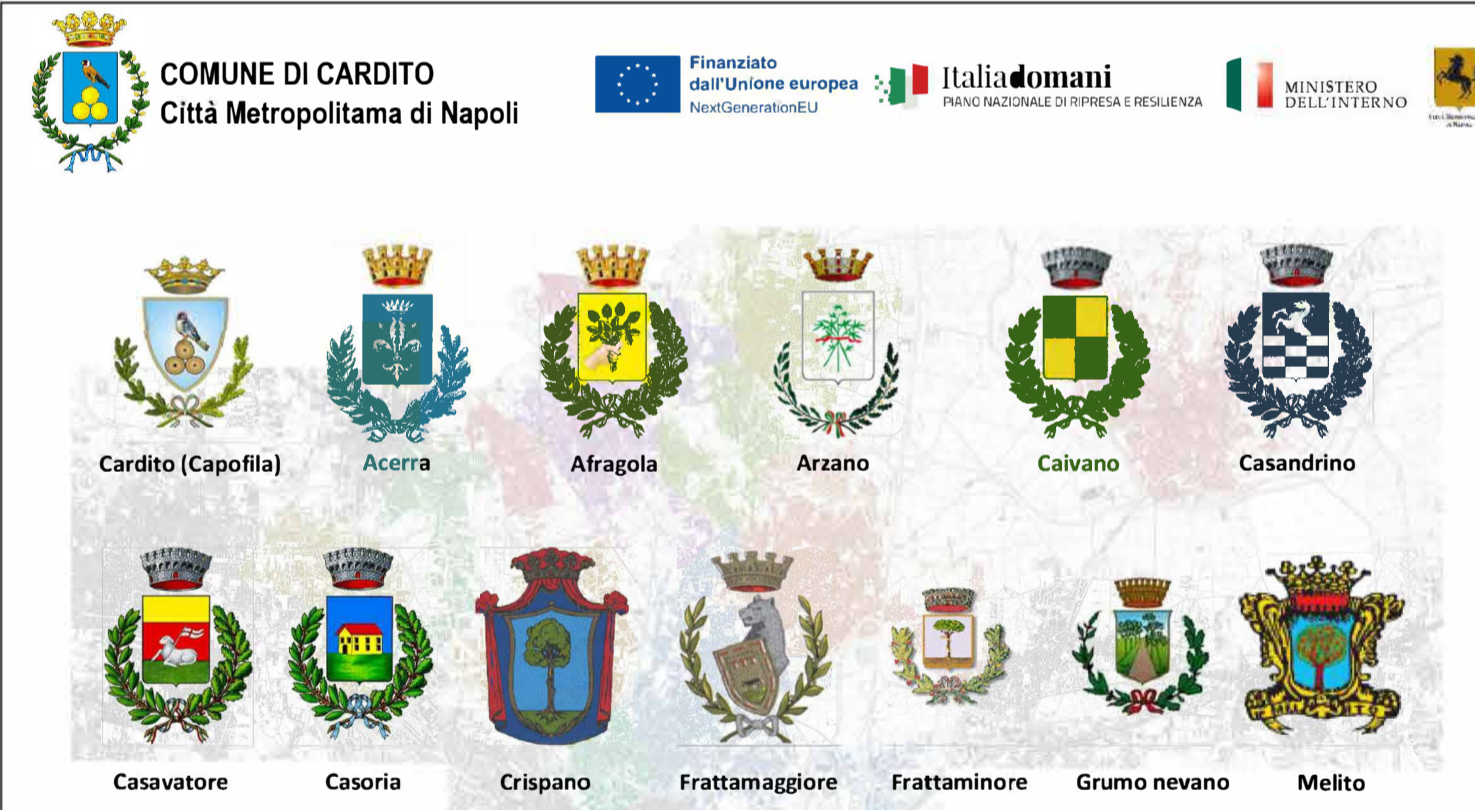 COMUNE DI CARDITO
Città Metropolitama di Napoli
Finanziato
dall'Unione europea
NextGenerationEU
Italiadomani
PIANO NAZIONALE DI RIPRESA E RESILIENZA
MINISTERO
DELL'INTERNO
Cardito (Capofila) Acerra Afragola Arzano Caivano Casandrino
Casavatore Casoria Crispano Frattamaggiore Frattaminore Grumo nevano Melito